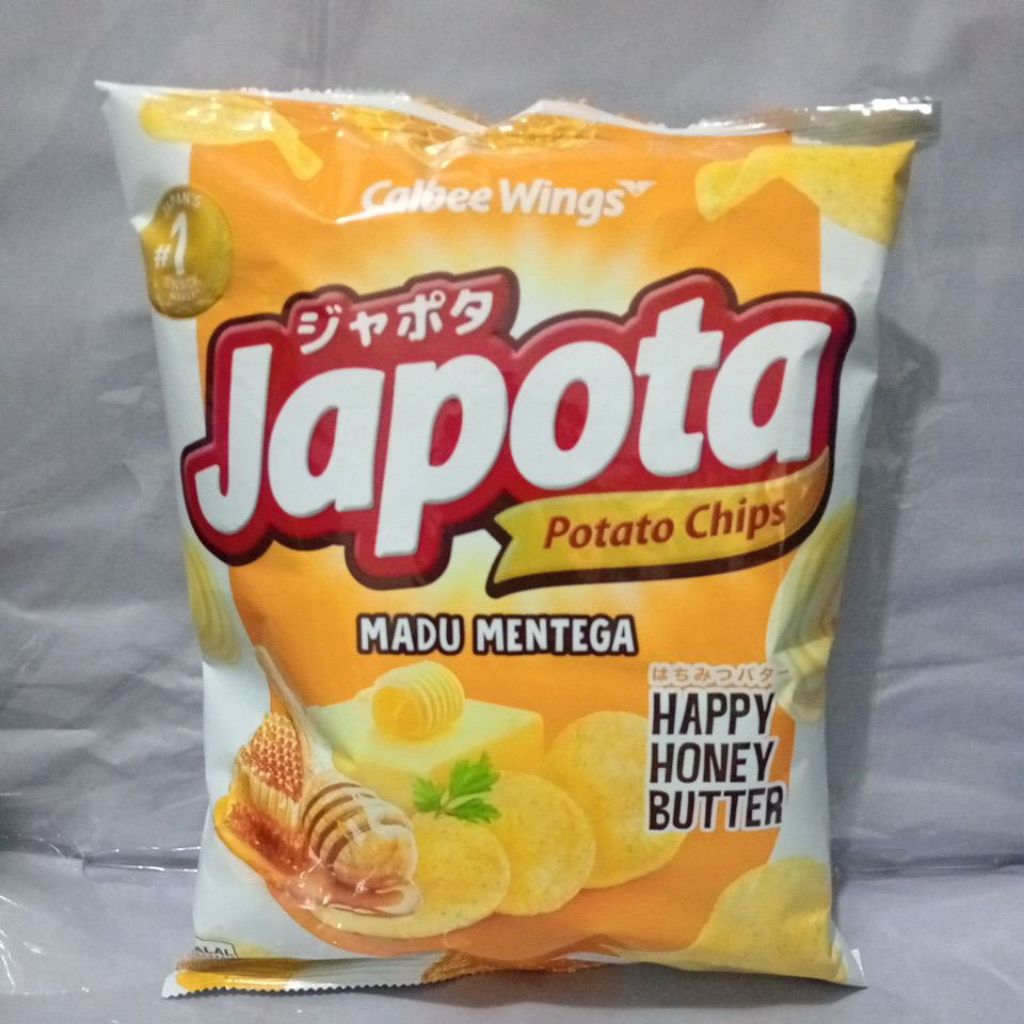 Calbee Wings
JAPAN'S
#1
ジャポタ
Japota
Potato Chips
MADU MENTEGA
はちみつバター
HAPPY
HONEY
BUTTER